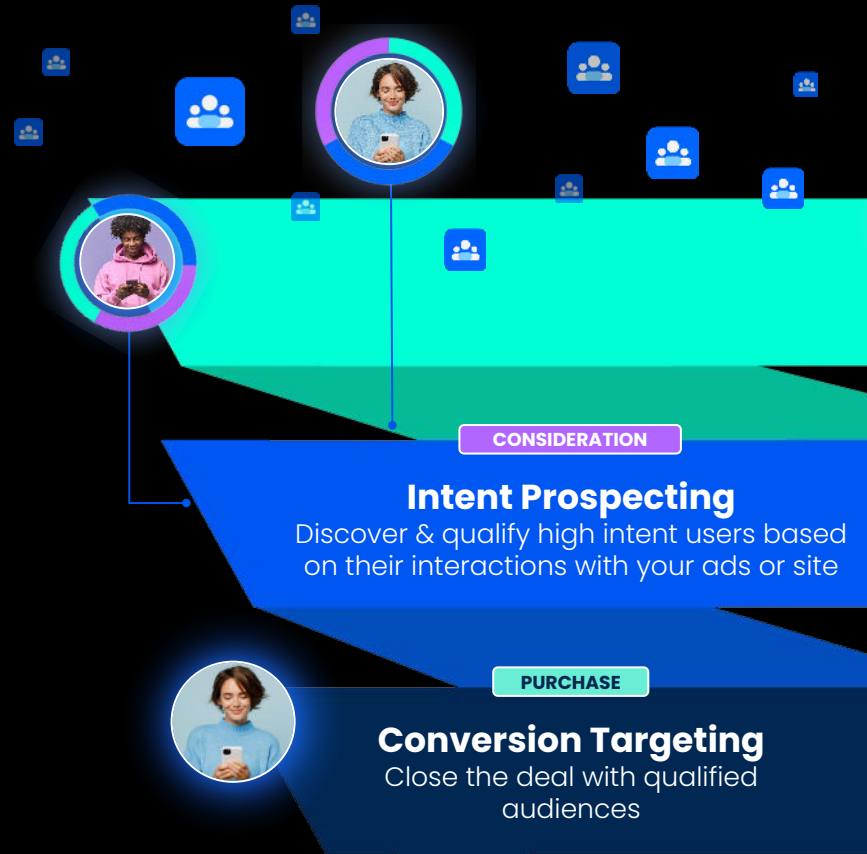 CONSIDERATION
Intent Prospecting
Discover & qualify high intent users based
on their interactions with your ads or site
PURCHASE
Conversion Targeting
Close the deal with qualified
audiences